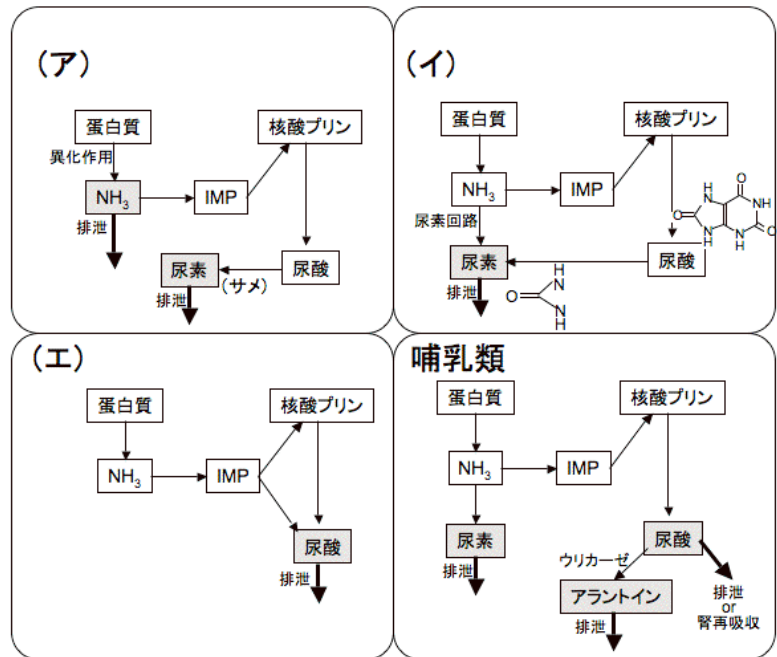 (ア)
蛋白質
核酸プリン
異化作用
NH3
IMP
排泄
尿素
尿酸
(サメ)
排泄
(イ)
蛋白質
核酸プリン
NH3
IMP
尿素回路
尿素
尿酸
排泄
O
H
N
N
H
H
N
O
NH
O
N
H
N
H
O
(エ)
蛋白質
核酸プリン
NH3
IMP
尿酸
排泄
哺乳類
蛋白質
核酸プリン
NH3
IMP
尿素
尿酸
排泄
ウリカーゼ
アラントイン
排泄
排泄
or
腎再吸収